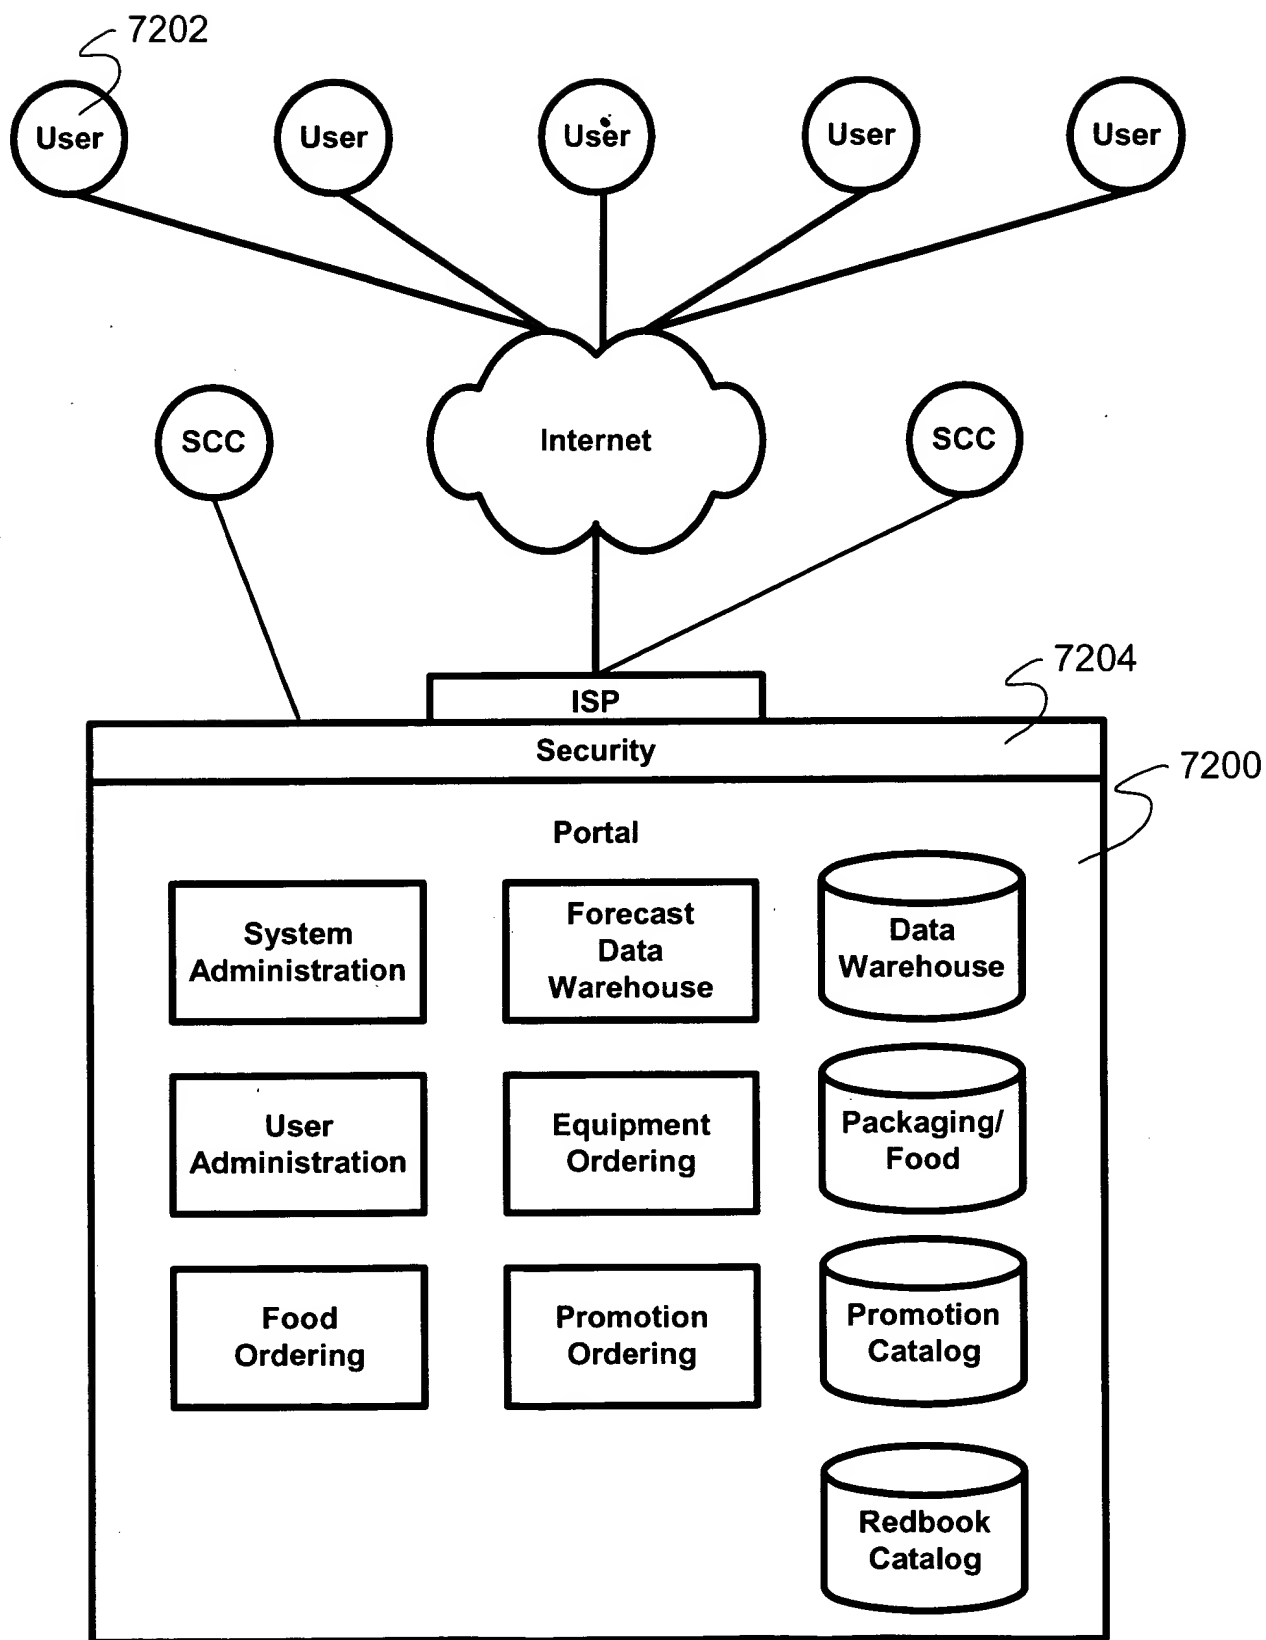 7202
User
User
User
User
User
SCC
Internet
SCC
7204
ISP
Security
7200
Portal
System
Administration
Forecast
Data
Warehouse
Data
Warehouse
User
Administration
Equipment
Ordering
Packaging/
Food
Food
Ordering
Promotion
Ordering
Promotion
Catalog
Redbook
Catalog